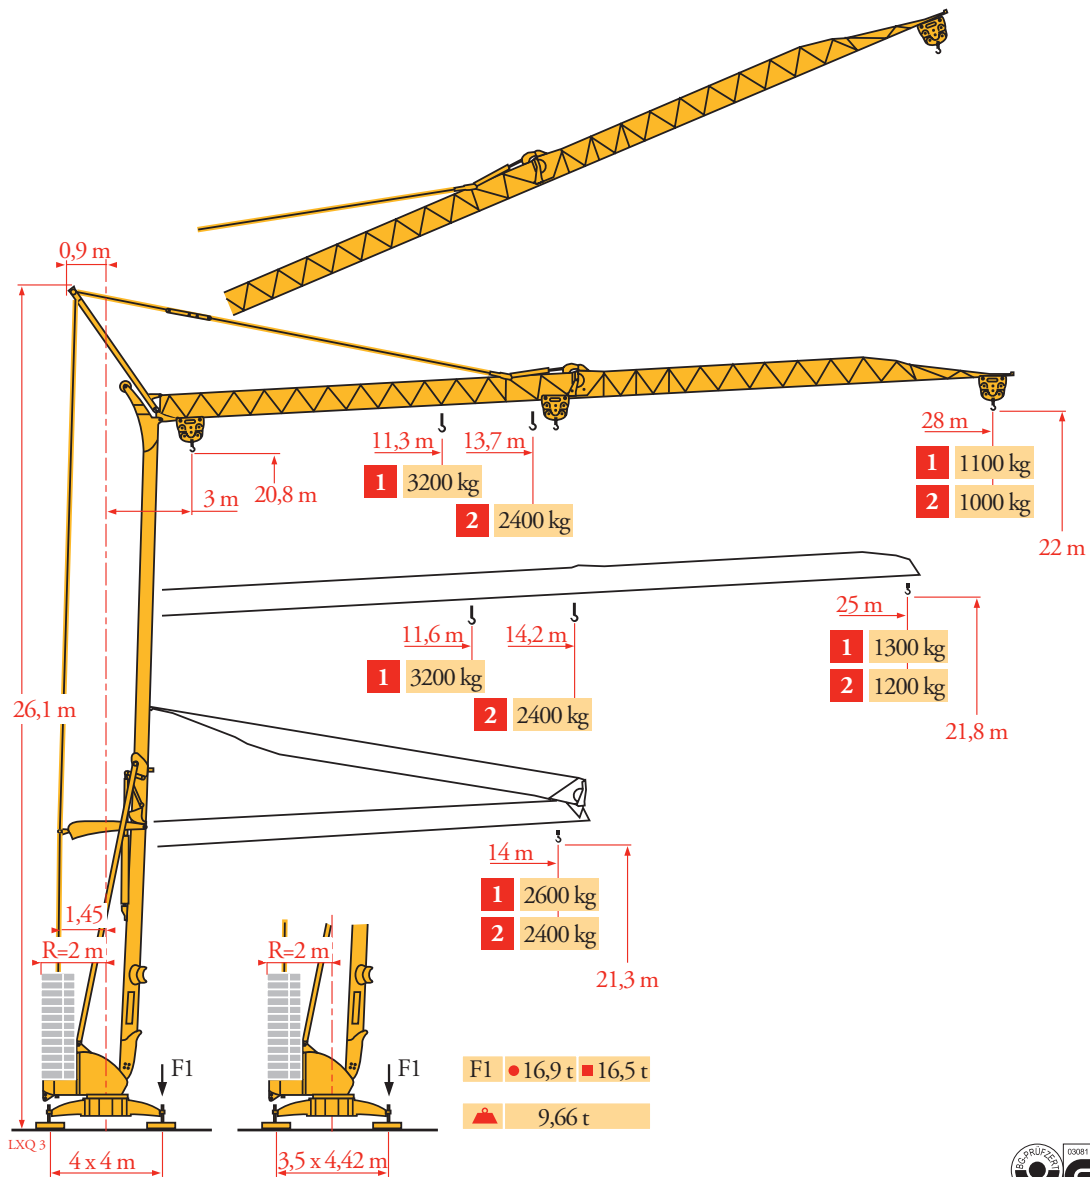 0,9 m
28 m
11,3 m
13,7 m
1 3200 kg
1 1100 kg
3 m
20,8 m
2 2400 kg
2 1000 kg
22 m
25 m
11,6 m
14,2 m
1 1300 kg
1 3200 kg
2 1200 kg
26,1 m
2 2400 kg
21,8 m
14 m
1 2600 kg
1,45
2 2400 kg
R=2 m
R=2 m
21,3 m
F1
F1
F1 16,9 t 16,5 t
9,66 t
LXQ 3
4 x 4 m
3,5 x 4,42 m
BG-PRÜFZERT
03081